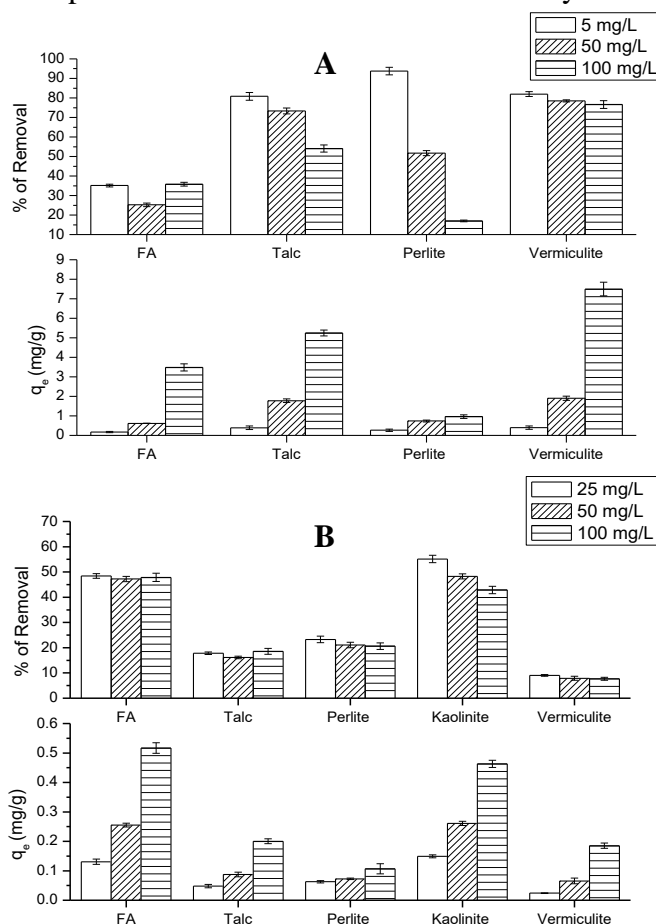 5 mg/L
50 mg/L
100 mg/L
A
% of Removal
100
90
80
70
60
50
40
30
20
10
FA Talc Perlite Vermiculite
qe (mg/g)
9
8
7
6
5
4
3
2
1
0
FA Talc Perlite Vermiculite
25 mg/L
50 mg/L
100 mg/L
B
% of Removal
70
60
50
40
30
20
10
0
FA Talc Perlite Kaolinite Vermiculite
qe (mg/g)
0.6
0.5
0.4
0.3
0.2
0.1
0.0
FA Talc Perlite Kaolinite Vermiculite